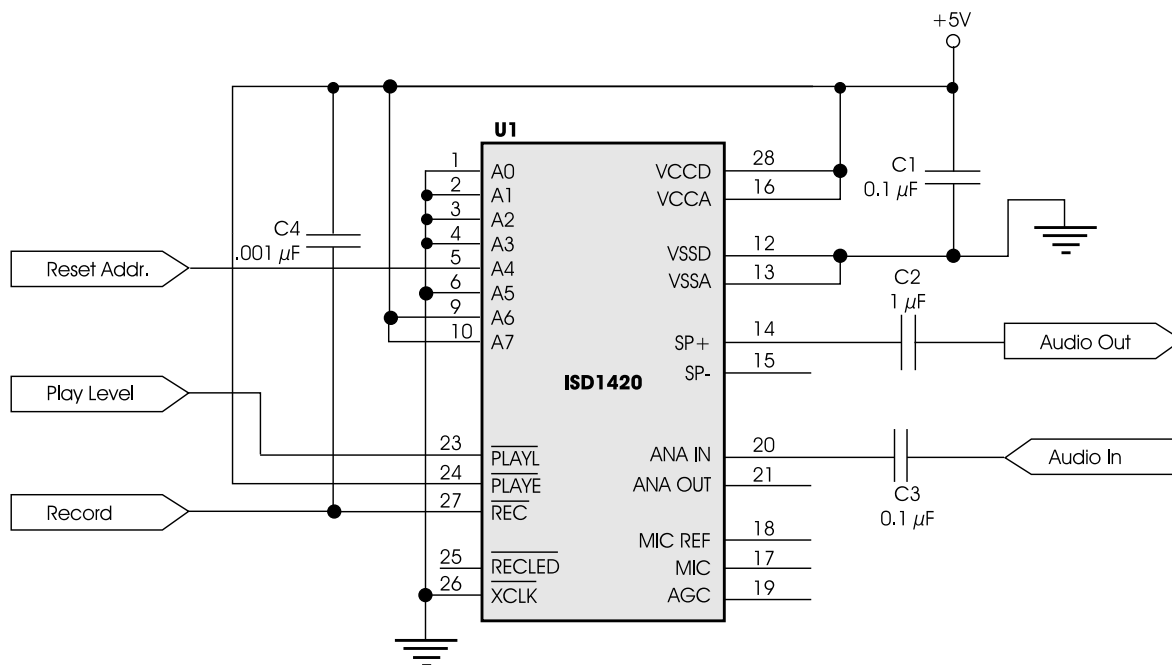 +5V
U1
1 A0
2 A1
3 A2
4 A3
5 A4
6 A5
9 A6
10 A7
23 PLAYL
24 PLAYE
27 REC
25 RECLED
26 XCLK
ISD1420
VCCD 28
VCCA 16
VSSD 12
VSSA 13
SP+ 14
SP- 15
ANA IN 20
ANA OUT 21
MIC REF 18
MIC 17
AGC 19
C1
0.1 µF
C2
1 µF
C3
0.1 µF
C4
.001 µF
Reset Addr.
Play Level
Record
Audio Out
Audio In